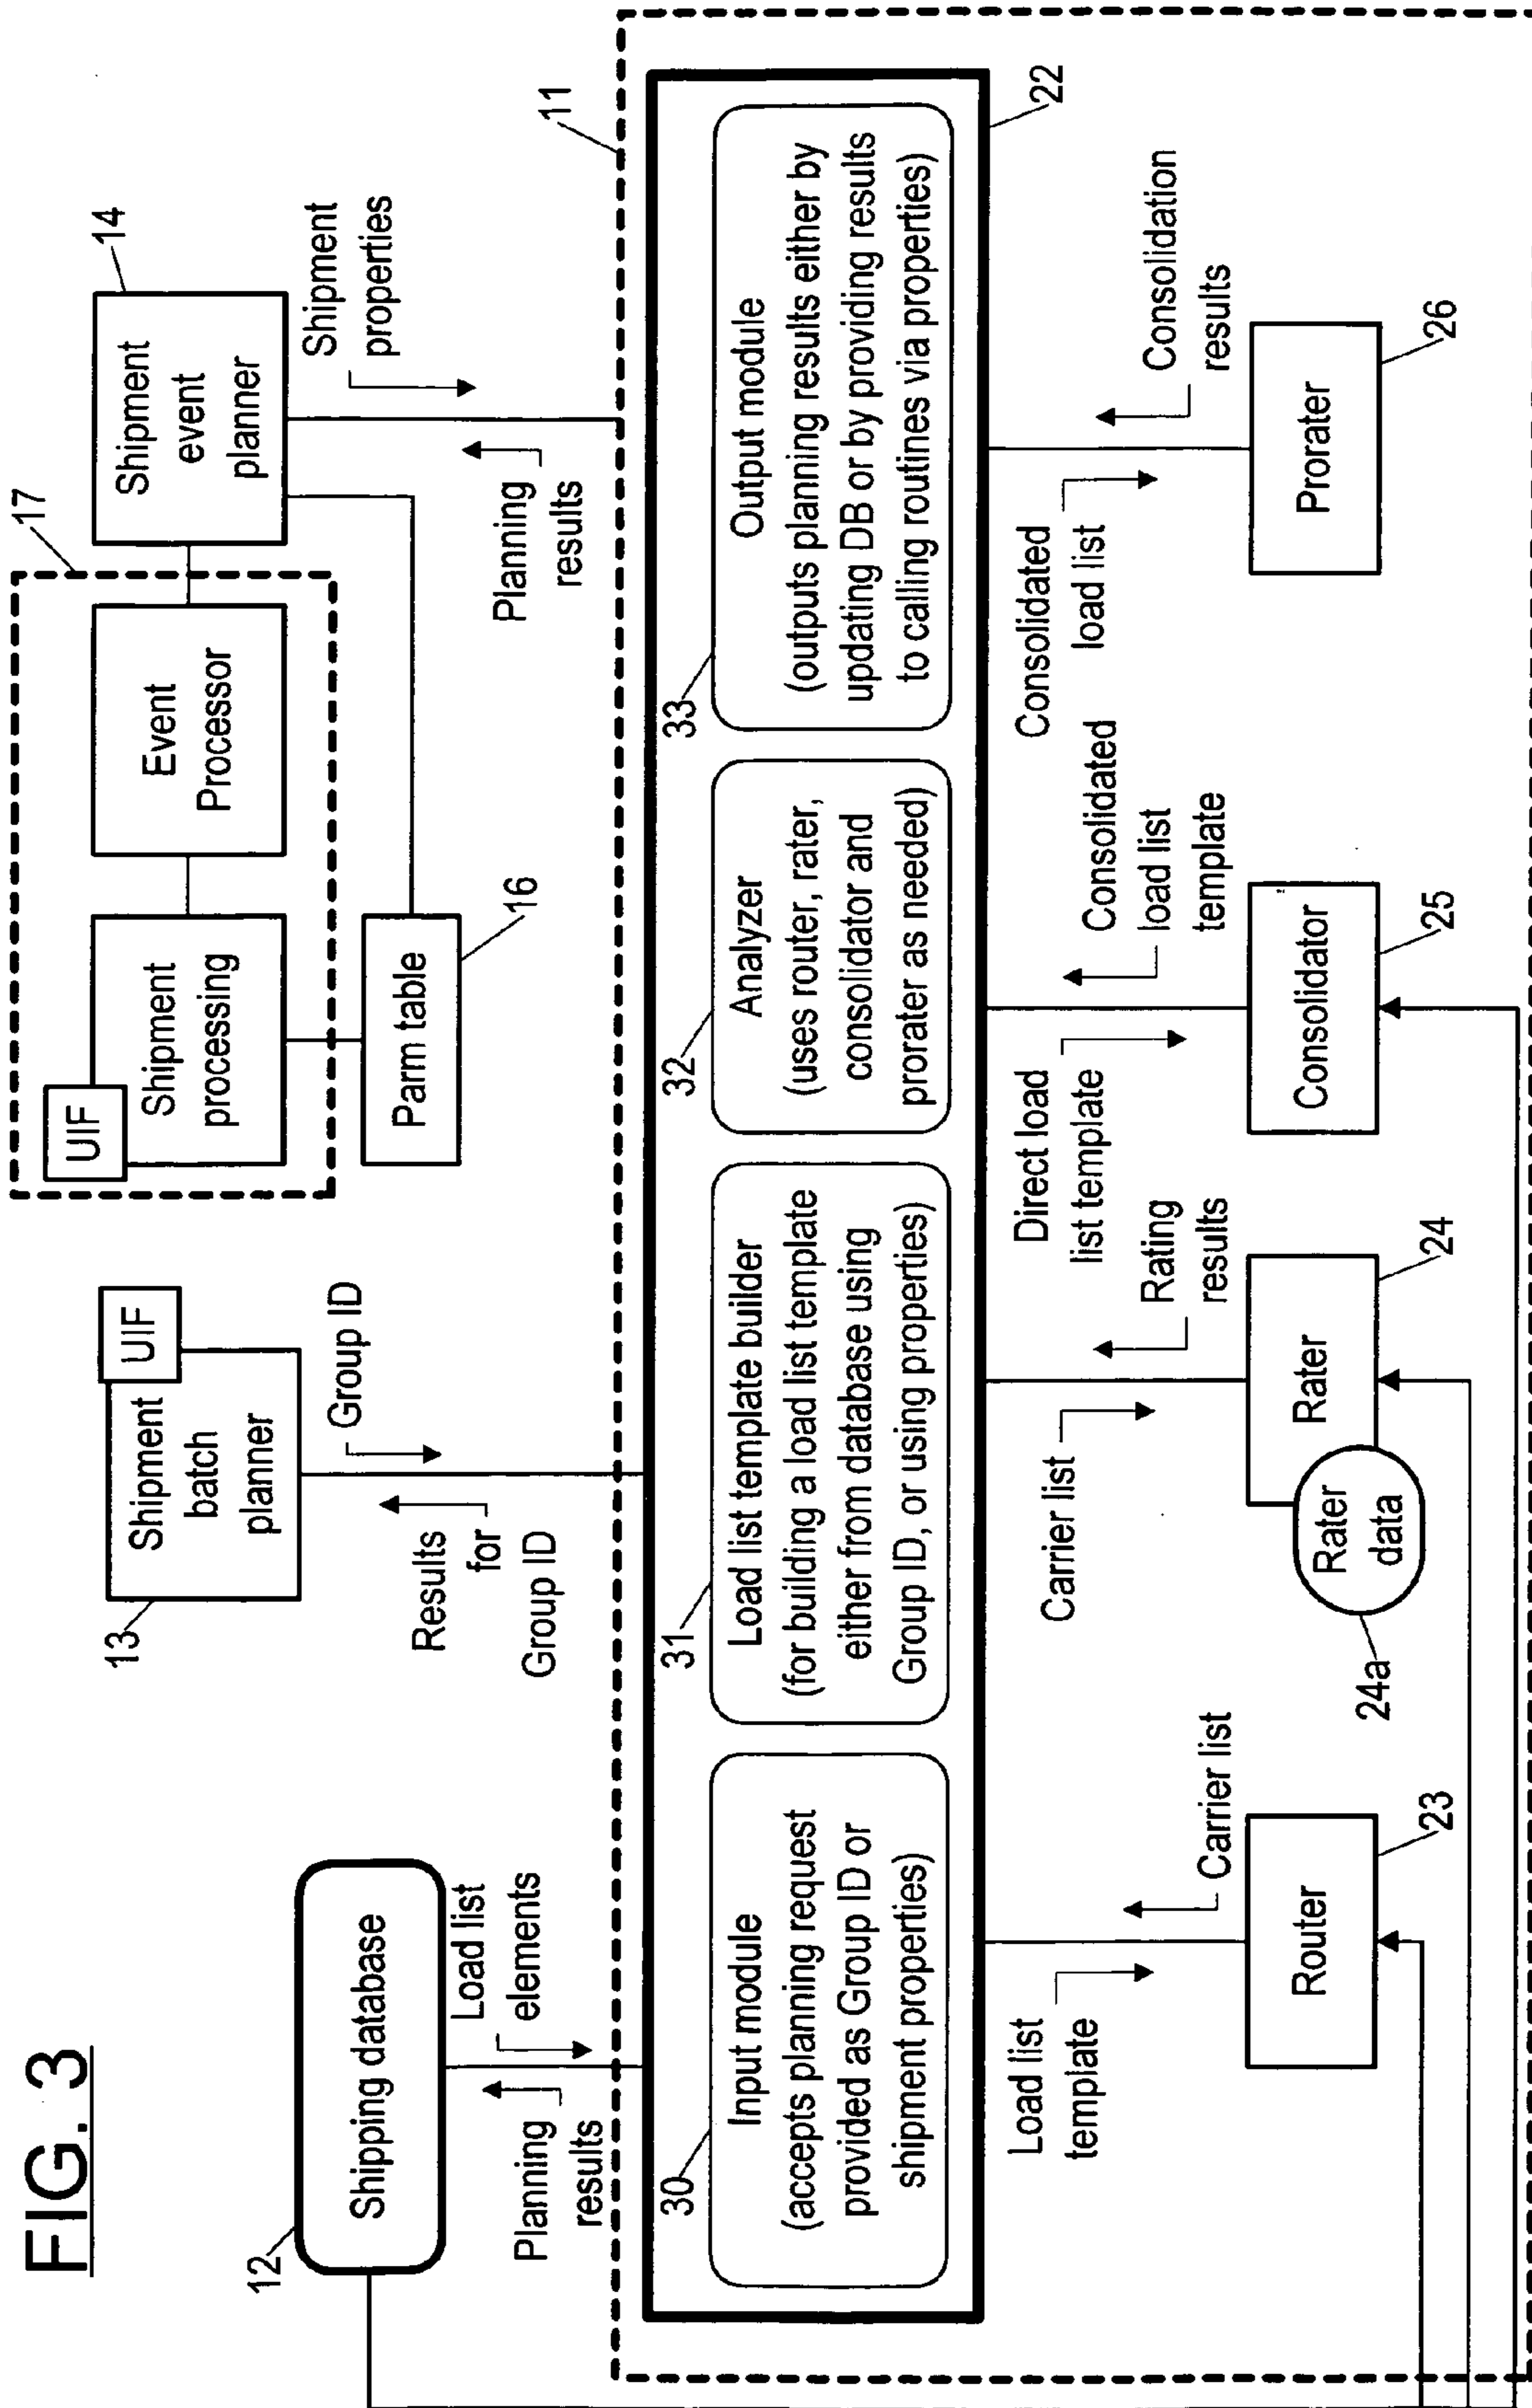 FIG. 3
12
Shipping database
Load list
elements
Planning
results
13
Shipment
batch
planner
UIF
Group ID
Results
for
Group ID
17
UIF
Shipment
processing
Event
Processor
Parm table
16
14
Shipment
event
planner
Shipment
properties
Planning
results
11
22
30
Input module
(accepts planning request
provided as Group ID or
shipment properties)
31
Load list template builder
(for building a load list template
either from database using
Group ID, or using properties)
32
Analyzer
(uses router, rater,
consolidator and
prorater as needed)
33
Output module
(outputs planning results either by
updating DB or by providing results
to calling routines via properties)
Load list
template
Carrier list
Router
23
Carrier list
Rating
results
Rater
24
Rater
data
24a
Direct load
list template
Consolidated
load list
template
Consolidator
25
Consolidated
load list
Consolidation
results
Prorater
26